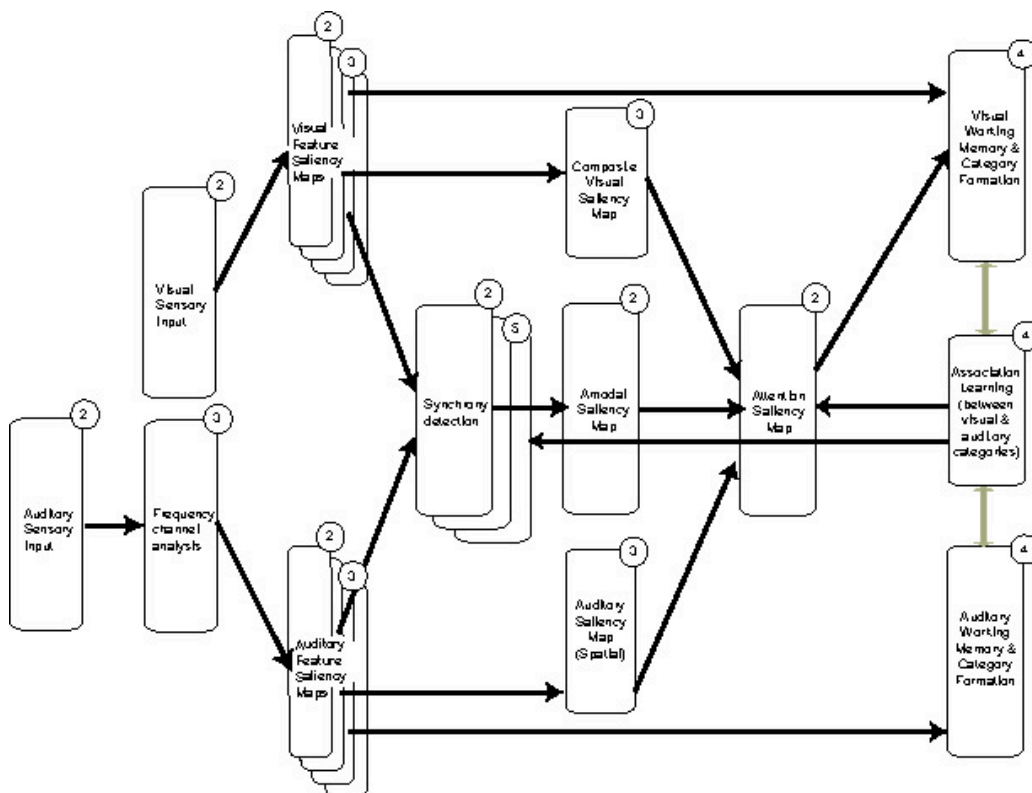 2
3
Visual
Feature
Saliency
Maps
4
Visual
Working
Memory &
Category
Formation
3
Composite
Visual
Saliency
Map
2
Visual
Sensory
Input
2
5
Synchrony
detection
2
Amodal
Saliency
Map
2
Attention
Saliency
Map
4
Association
Learning
(between
visual &
auditory
categories)
2
Auditory
Sensory
Input
3
Frequency
channel
analysis
2
3
Auditory
Feature
Saliency
Maps
3
Auditory
Saliency
Map
(Spatial)
4
Auditory
Working
Memory &
Category
Formation